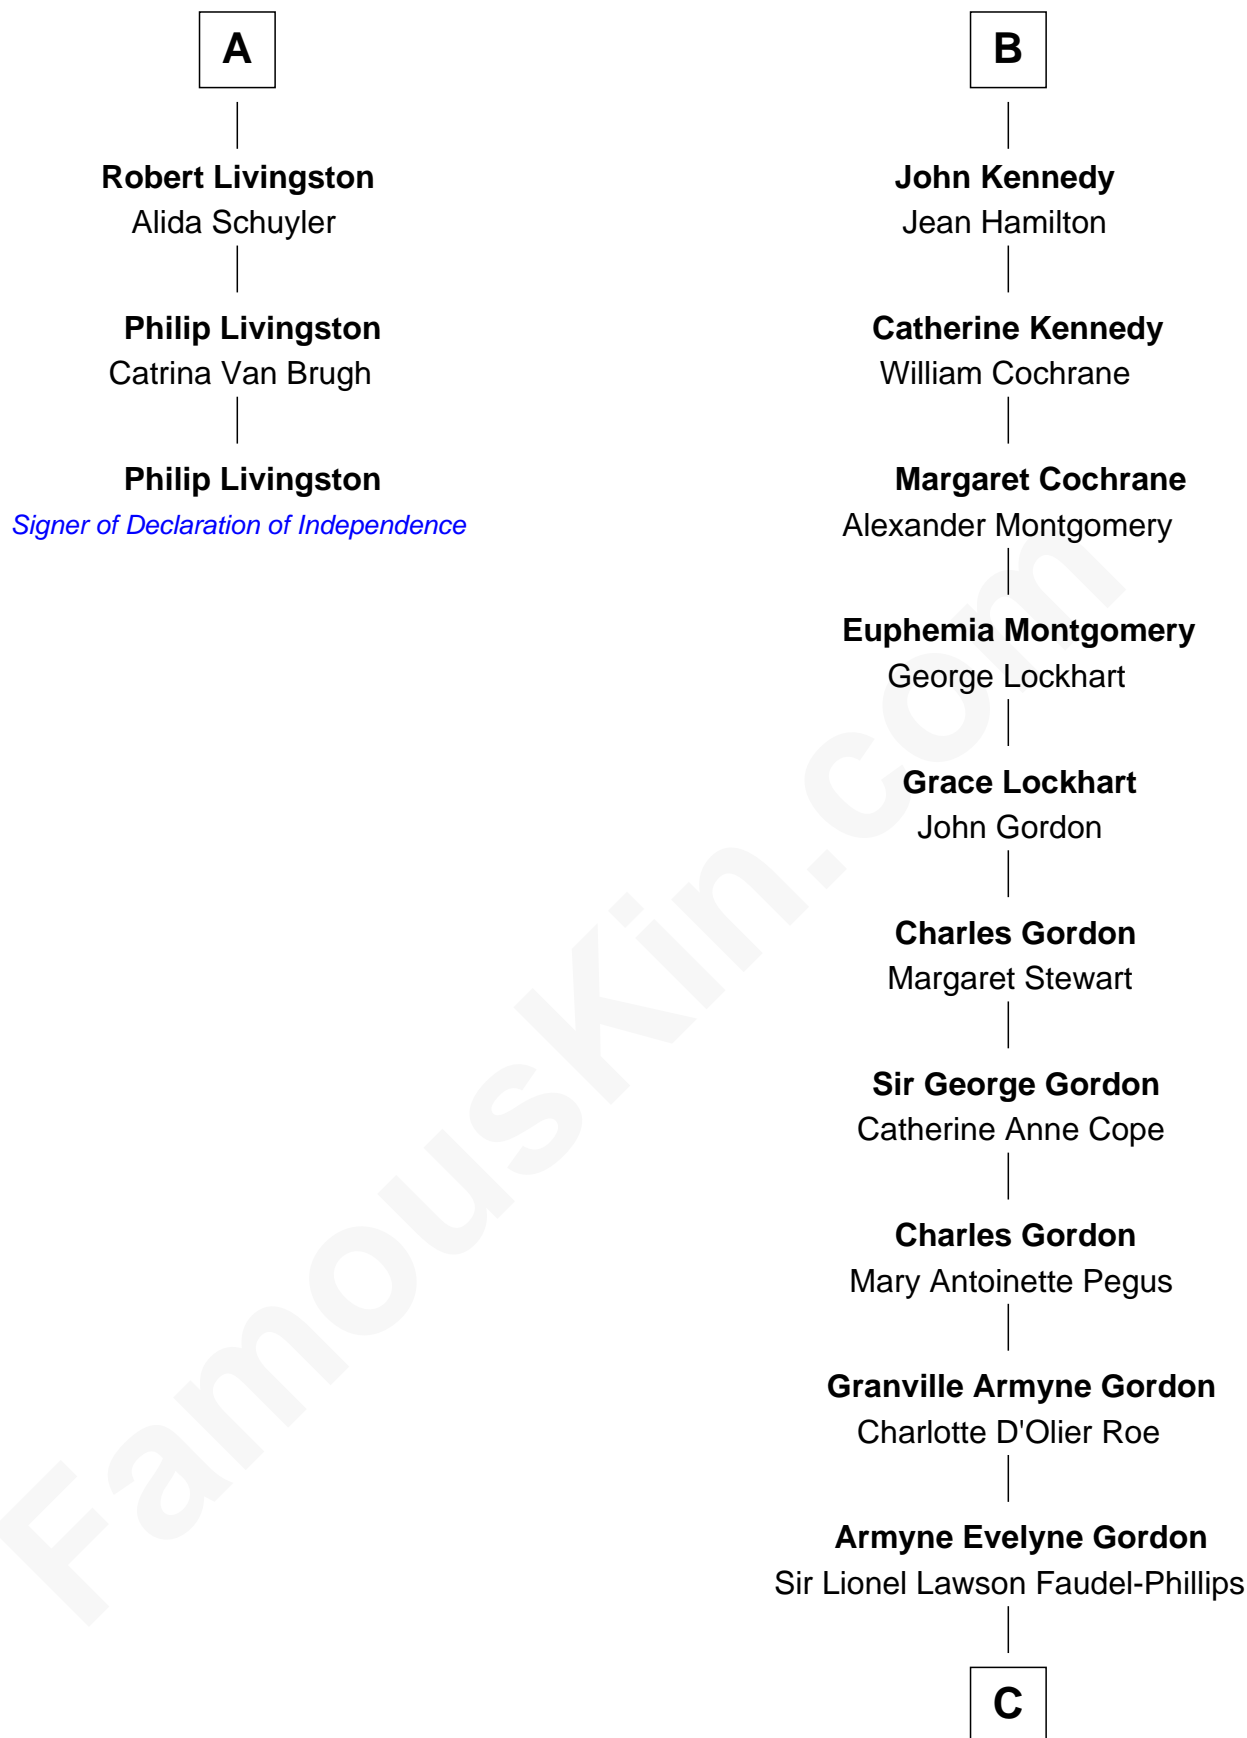 A
Robert Livingston
Alida Schuyler
Philip Livingston
Catrina Van Brugh
Philip Livingston
Signer of Declaration of Independence
B
John Kennedy
Jean Hamilton
Catherine Kennedy
William Cochrane
Margaret Cochrane
Alexander Montgomery
Euphemia Montgomery
George Lockhart
Grace Lockhart
John Gordon
Charles Gordon
Margaret Stewart
Sir George Gordon
Catherine Anne Cope
Charles Gordon
Mary Antoinette Pegus
Granville Armyne Gordon
Charlotte D'Olier Roe
Armyne Evelyne Gordon
Sir Lionel Lawson Faudel-Phillips
C
FamousKin.com